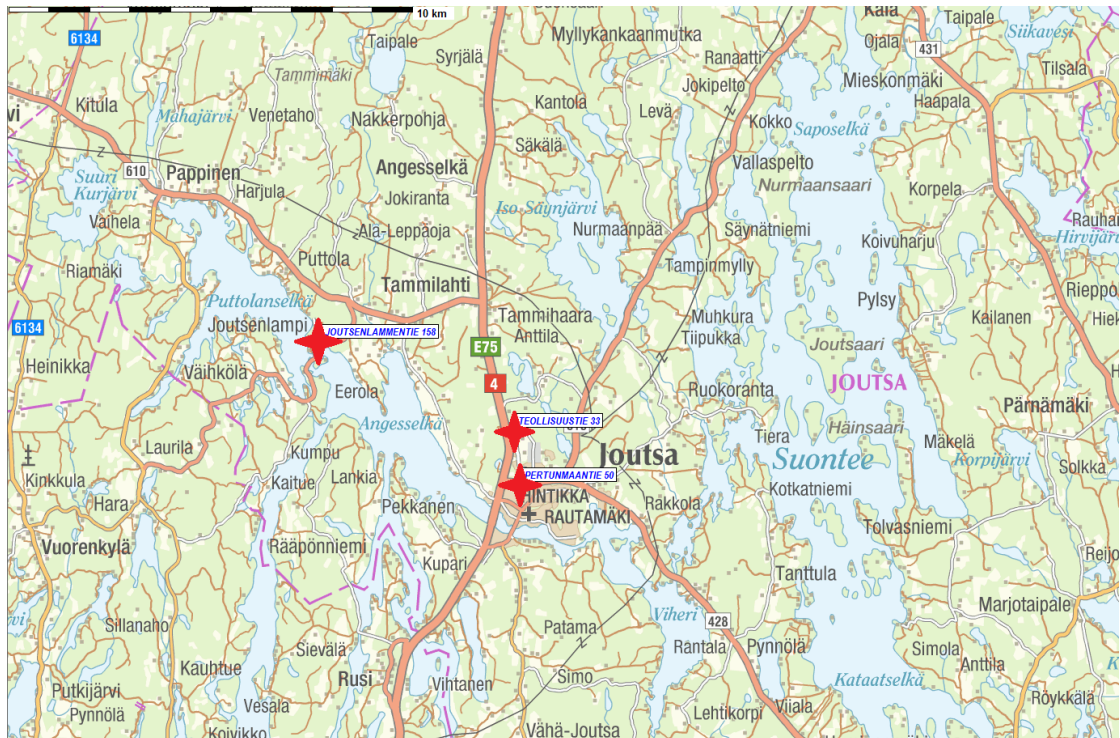 10 km
6134
Taipale
Syrjälä
Myllykankaanmutka
Ranaatti
Kala
Ojala
431
Taipale
Siikavesi
Tilsala
Jokipelto
Mieskonmäki
Haapala
Tammimäki
Kitula
vi
Mahajärvi
Venetaho
Nakkerpohja
Kantola
Levä
Kokko
Saposelkä
Säkälä
Vallaspelto
610
Pappinen
Angesselkä
Suuri
Kurjärvi
Harjula
Jokiranta
Nurmaansaari
Korpela
Iso Säynjärvi
Vaihela
Ala-Leppäoja
Nurmaanpää
Säynätniemi
Koivuharju
Rauhan
Hirvijärvi
Puttola
Riamäki
Tammilahti
Tampinmylly
Rieppo
Puttolanselkä
Pylsy
Tammihaara
Anttila
Muhkura
Tiipukka
Kailanen
Hiek
6134
Joutsenlampi
JOUTSENLAMMENTIE 158
E75
Joutsaari
Heinikka
Väihkölä
Eerola
4
Ruokoranta
JOUTSA
Pärnämäki
Angesselkä
TEOLLISUUSTIE 33
Häinsaari
Laurila
Kumpu
Joutsa
Tiera
Suontee
Mäkelä
Korpijärvi
Kinkkula
Kaitue
Lankia
PERTUNMAANTIE 50
Solkka
Hara
Pekkanen
HINTIKKA
RAUTAMÄKI
Rakkola
Kotkatniemi
Tolvasniemi
Vuorenkylä
Rääpönniemi
Kupari
Reijo
Tanttula
Marjotaipale
Sillanaho
Viheri
428
Patama
Rantala
Pynnölä
Simola
Anttila
Sievälä
Kauhtue
Rusi
Vihtanen
Simo
Kataatselkä
Putkijärvi
Pynnölä
Vesala
Lehtikorpi
Viiala
Röykkälä
Koivikko
Vähä-Joutsa